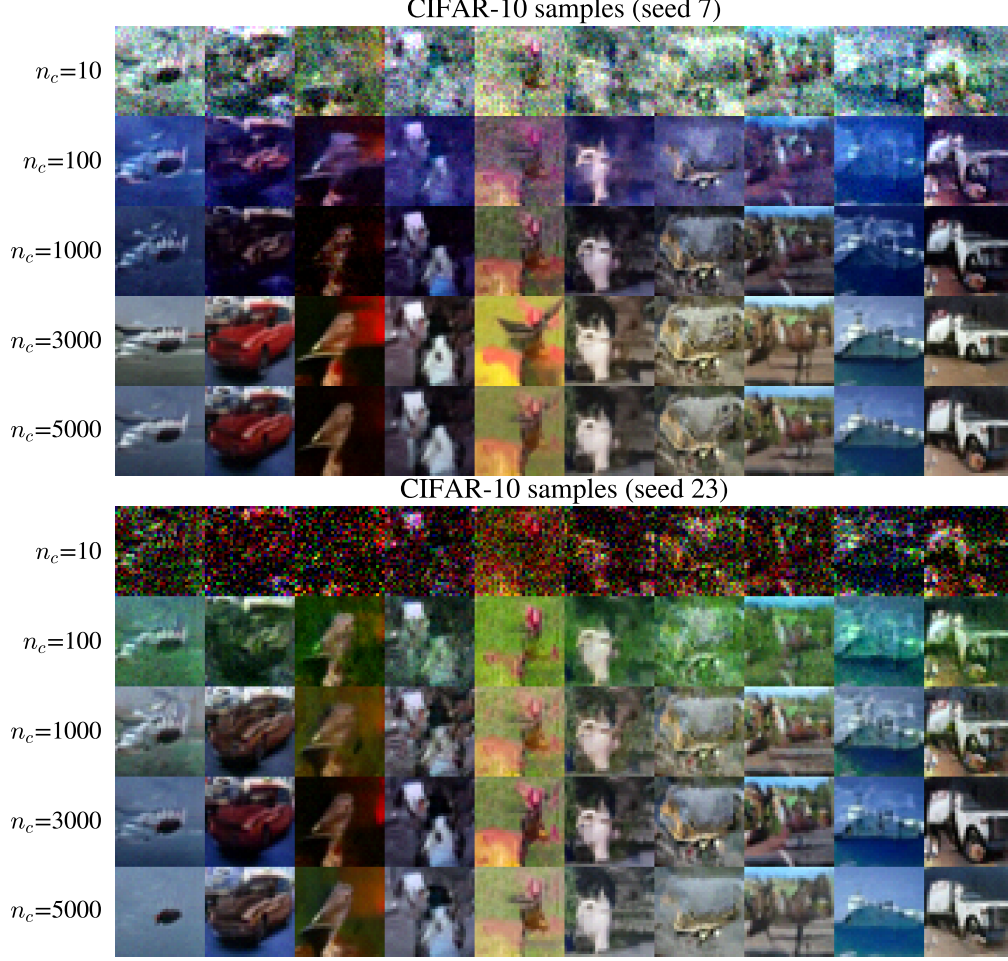 CIFAR-10 samples (seed 7)
n_c=10
n_c=100
n_c=1000
n_c=3000
n_c=5000
CIFAR-10 samples (seed 23)
n_c=10
n_c=100
n_c=1000
n_c=3000
n_c=5000